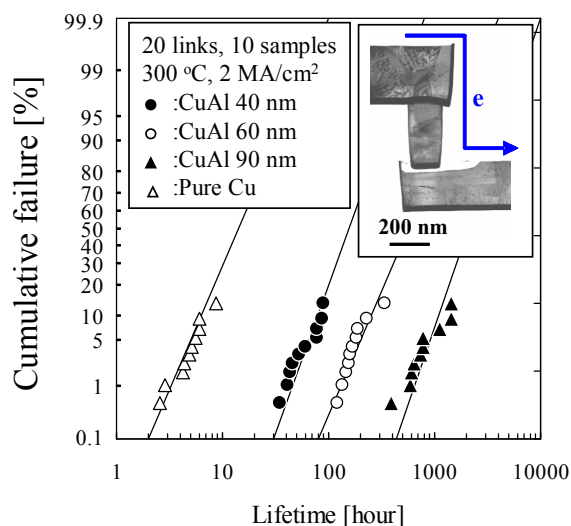 99.9
99
95
90
80
70
60
50
40
30
20
10
5
1
0.1
Cumulative failure [%]
20 links, 10 samples
300 °C, 2 MA/cm²
●:CuAl 40 nm
○:CuAl 60 nm
▲:CuAl 90 nm
△:Pure Cu
e
200 nm
1 10 100 1000 10000
Lifetime [hour]